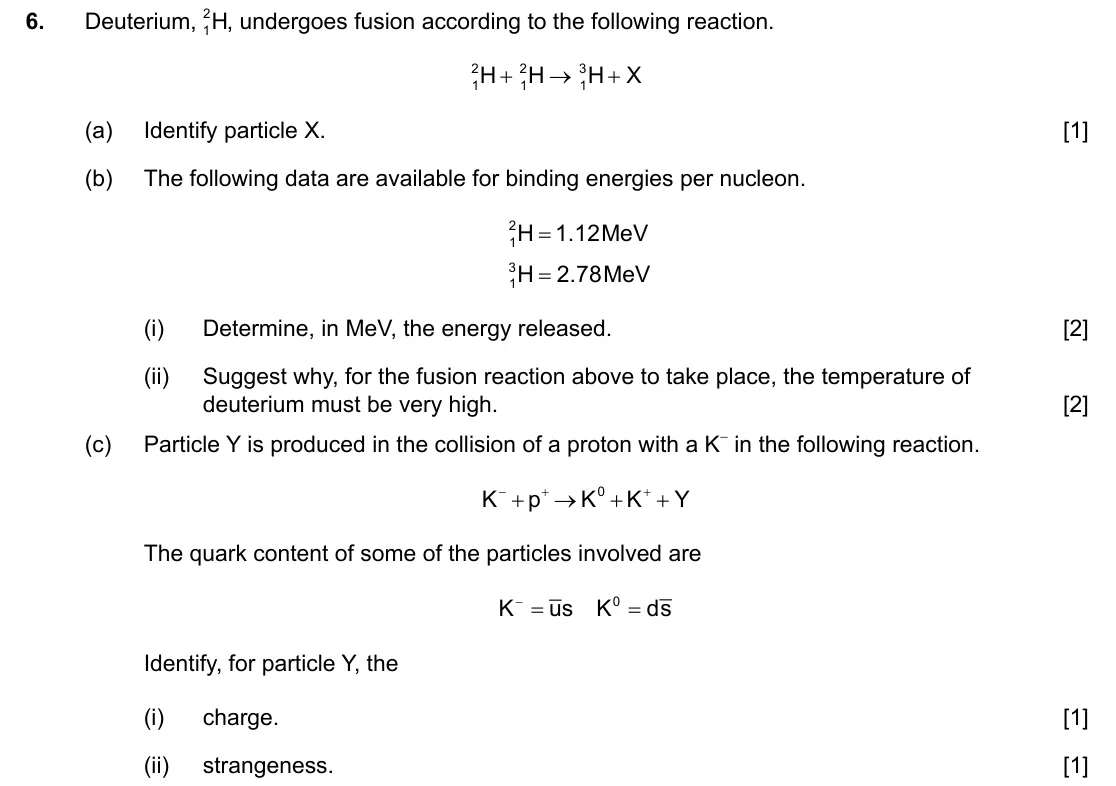 6. Deuterium, ²₁H, undergoes fusion according to the following reaction.
²₁H + ²₁H → ³₁H + X
(a) Identify particle X. [1]
(b) The following data are available for binding energies per nucleon.
²₁H = 1.12 MeV
³₁H = 2.78 MeV
(i) Determine, in MeV, the energy released. [2]
(ii) Suggest why, for the fusion reaction above to take place, the temperature of
deuterium must be very high. [2]
(c) Particle Y is produced in the collision of a proton with a K⁻ in the following reaction.
K⁻ + p⁺ → K⁰ + K⁺ + Y
The quark content of some of the particles involved are
K⁻ = u̅s K⁰ = ds̅
Identify, for particle Y, the
(i) charge. [1]
(ii) strangeness. [1]